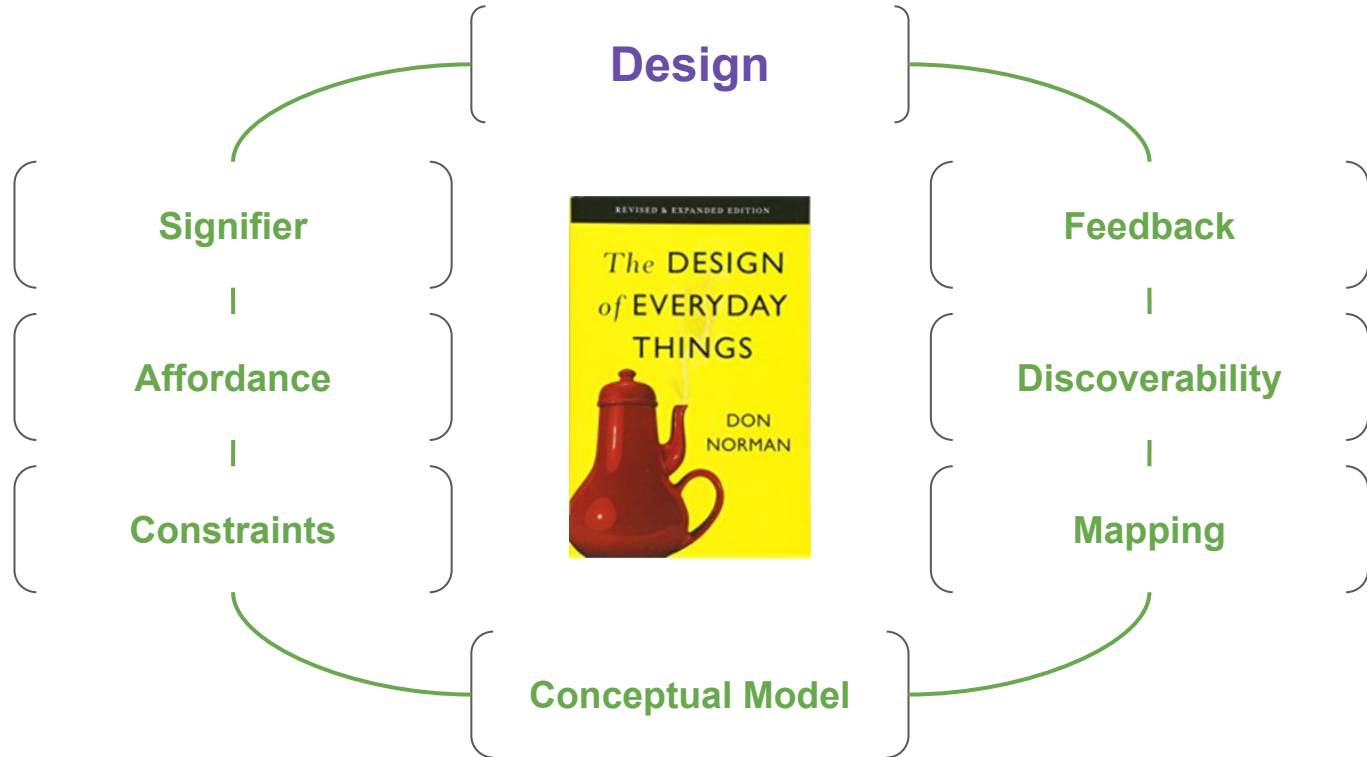 Design
Signifier
Affordance
Constraints
REVISED & EXPANDED EDITION
The DESIGN
of EVERYDAY
THINGS
DON
NORMAN
Feedback
Discoverability
Mapping
Conceptual Model